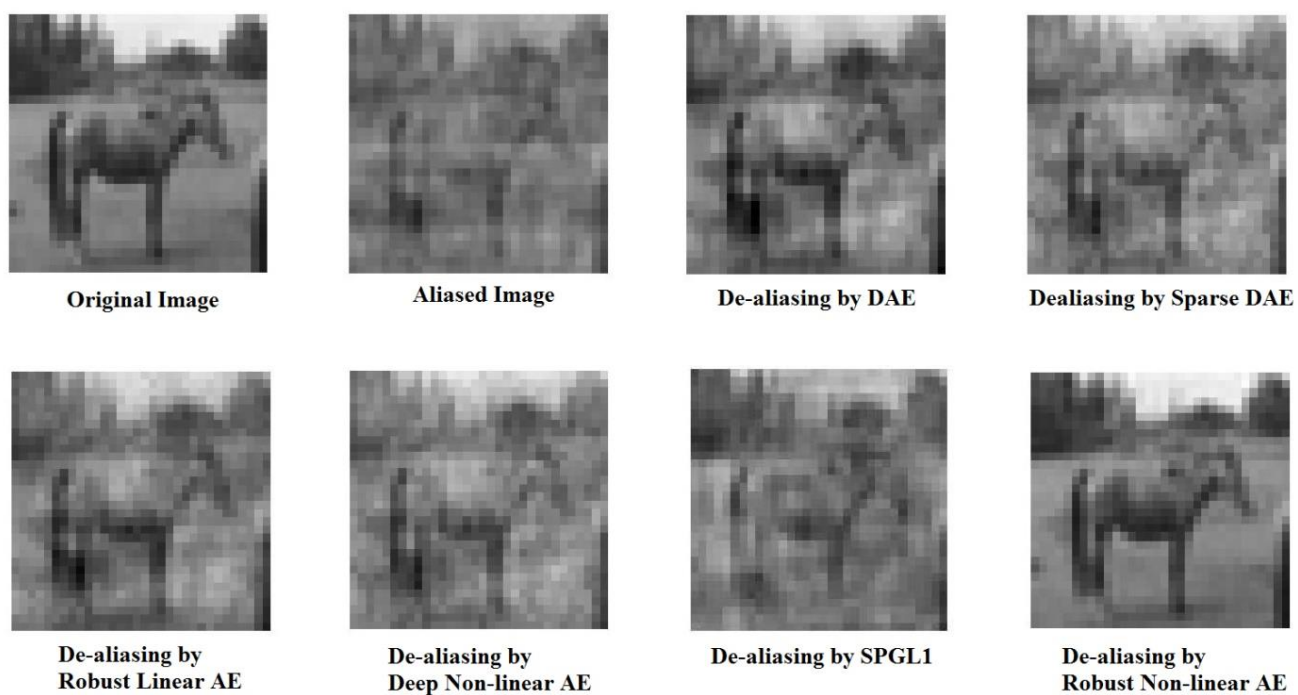 Original Image
Aliased Image
De-aliasing by DAE
Dealiasing by Sparse DAE
De-aliasing by
Robust Linear AE
De-aliasing by
Deep Non-linear AE
De-aliasing by SPGL1
De-aliasing by
Robust Non-linear AE